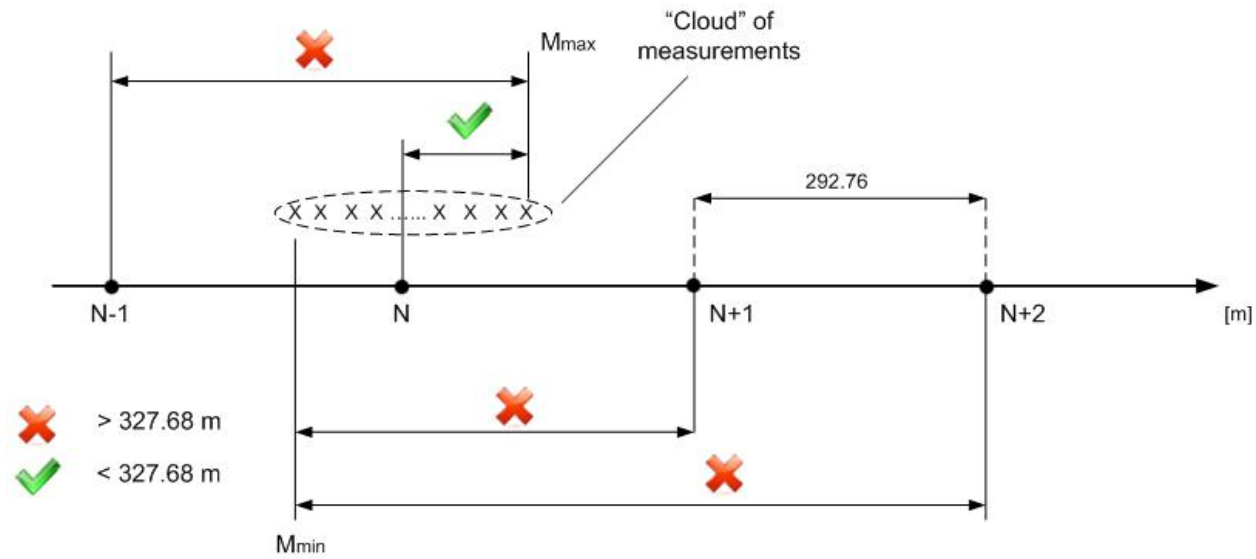 "Cloud" of
measurements
Mmax
292.76
X X X X ...... X X X X
N-1
N
N+1
N+2
[m]
> 327.68 m
< 327.68 m
Mmin